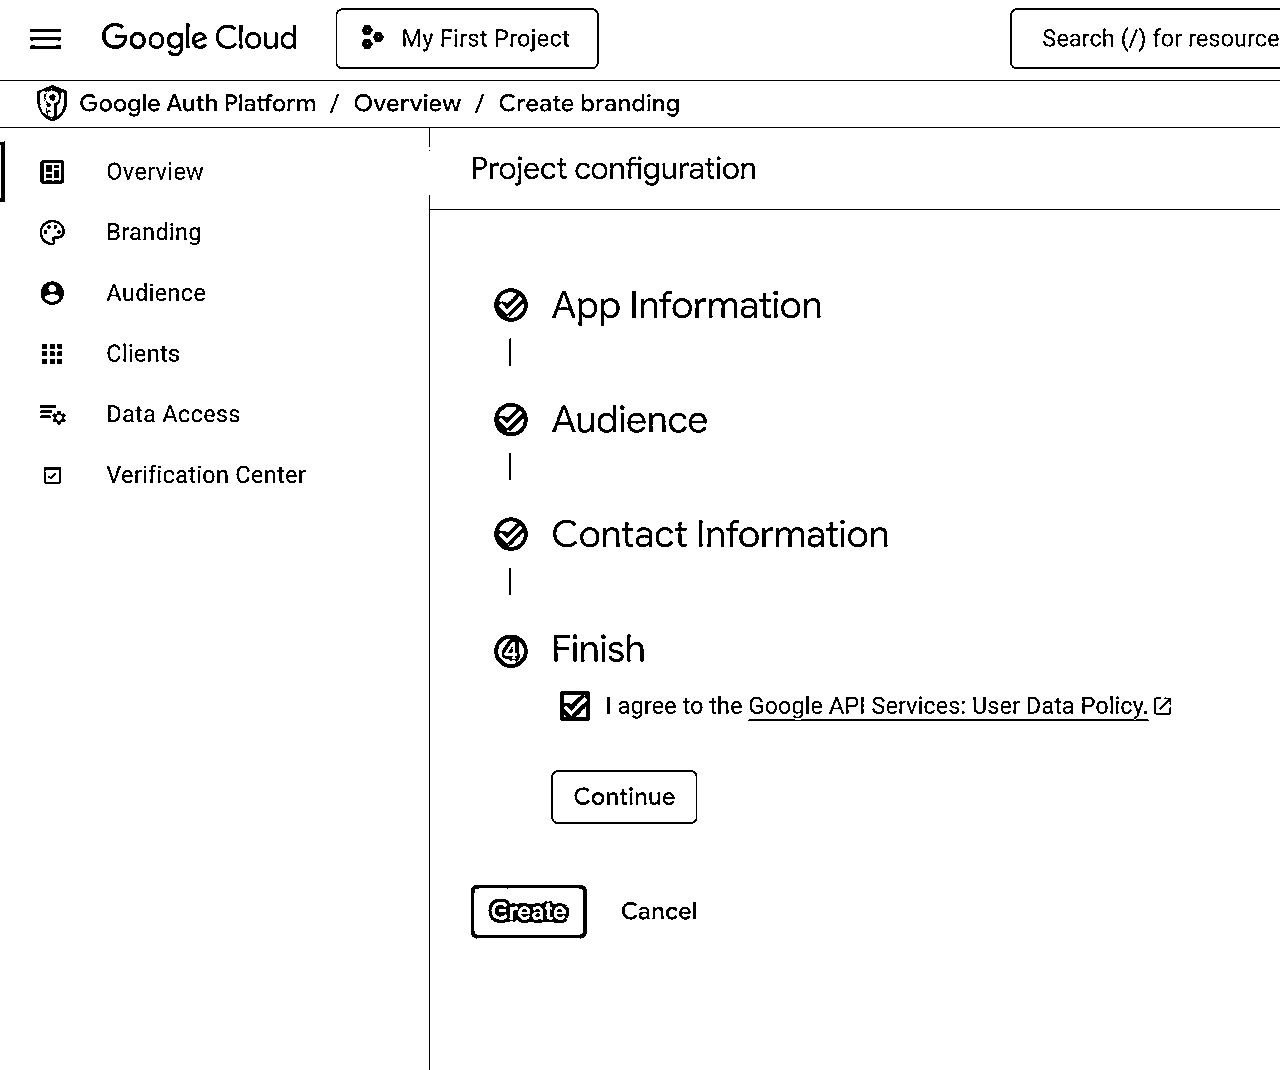 Google Cloud
My First Project
Search (/) for resource
Google Auth Platform / Overview / Create branding
Overview
Branding
Audience
Clients
Data Access
Verification Center
Project configuration
App Information
Audience
Contact Information
4 Finish
I agree to the Google API Services: User Data Policy.
Continue
Create Cancel